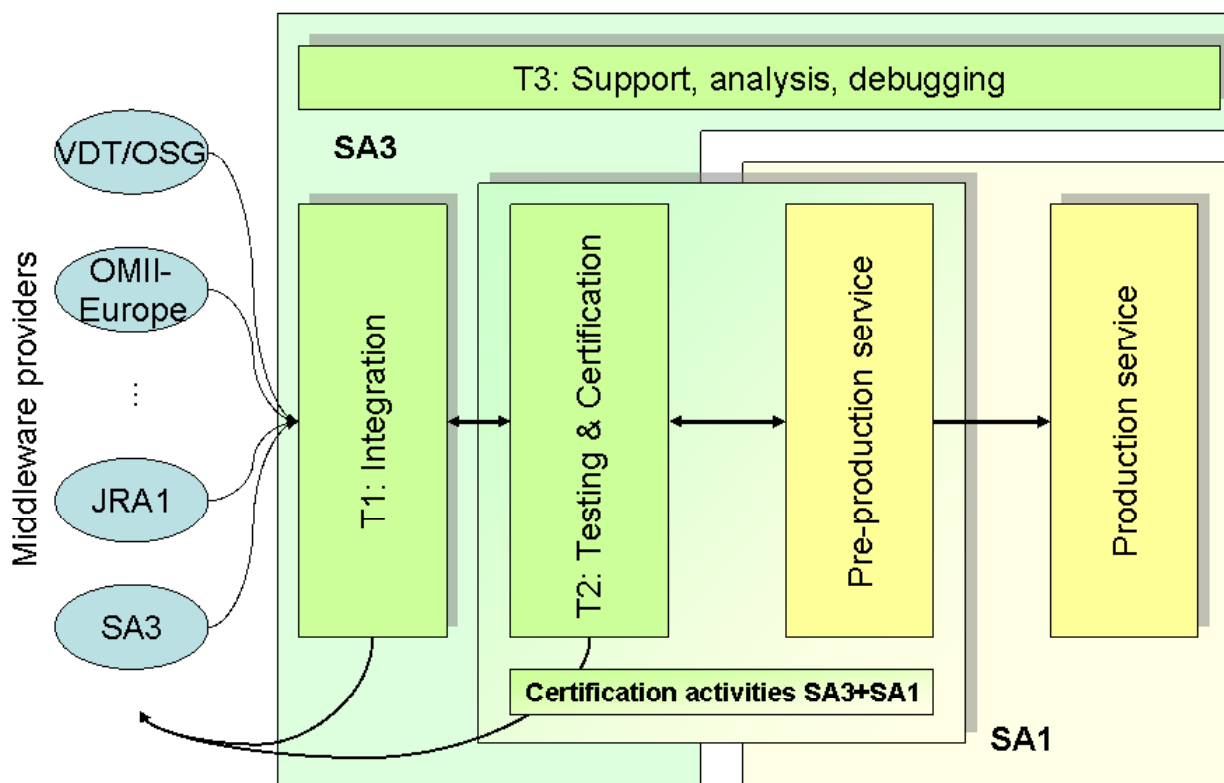 T3: Support, analysis, debugging
SA3
Middleware providers
VDT/OSG
OMII-
Europe
...
JRA1
SA3
T1: Integration
T2: Testing & Certification
Pre-production service
Production service
Certification activities SA3+SA1
SA1